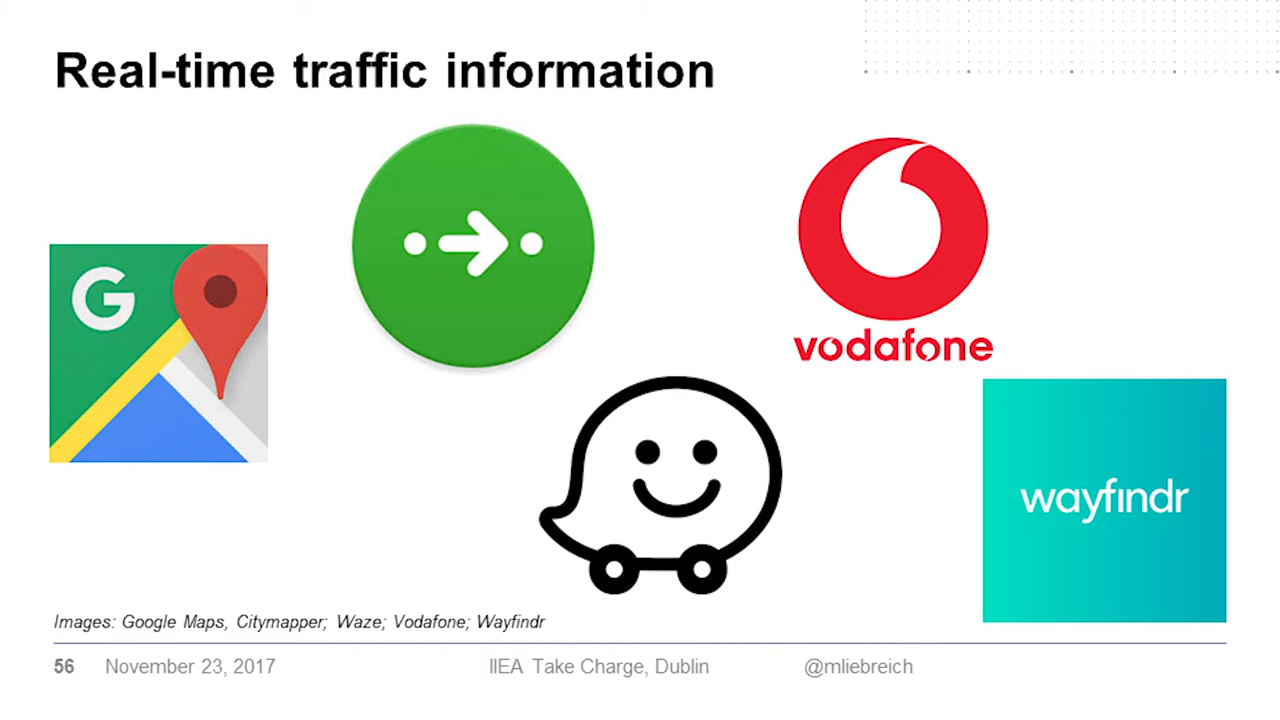 Real-time traffic information
G
vodafone
wayfindr
Images: Google Maps, Citymapper; Waze; Vodafone; Wayfindr
56 November 23, 2017 IIEA Take Charge, Dublin @mliebreich